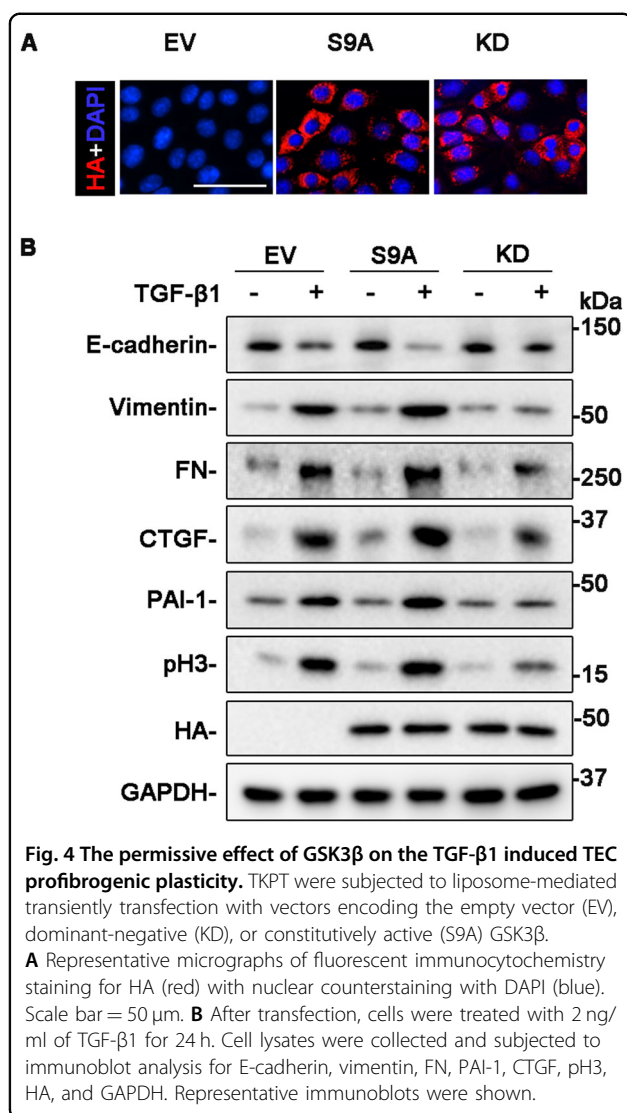 A EV S9A KD
HA+DAPI
B
EV S9A KD
TGF-β1 - + - + - + kDa
-150
E-cadherin-
Vimentin-
-50
FN-
-250
-37
CTGF-
-50
PAI-1-
pH3-
-15
-50
HA-
-37
GAPDH-
Fig. 4 The permissive effect of GSK3β on the TGF-β1 induced TEC
profibrogenic plasticity. TKPT were subjected to liposome-mediated
transiently transfection with vectors encoding the empty vector (EV),
dominant-negative (KD), or constitutively active (S9A) GSK3β.
A Representative micrographs of fluorescent immunocytochemistry
staining for HA (red) with nuclear counterstaining with DAPI (blue).
Scale bar = 50 μm. B After transfection, cells were treated with 2 ng/
ml of TGF-β1 for 24 h. Cell lysates were collected and subjected to
immunoblot analysis for E-cadherin, vimentin, FN, PAI-1, CTGF, pH3,
HA, and GAPDH. Representative immunoblots were shown.